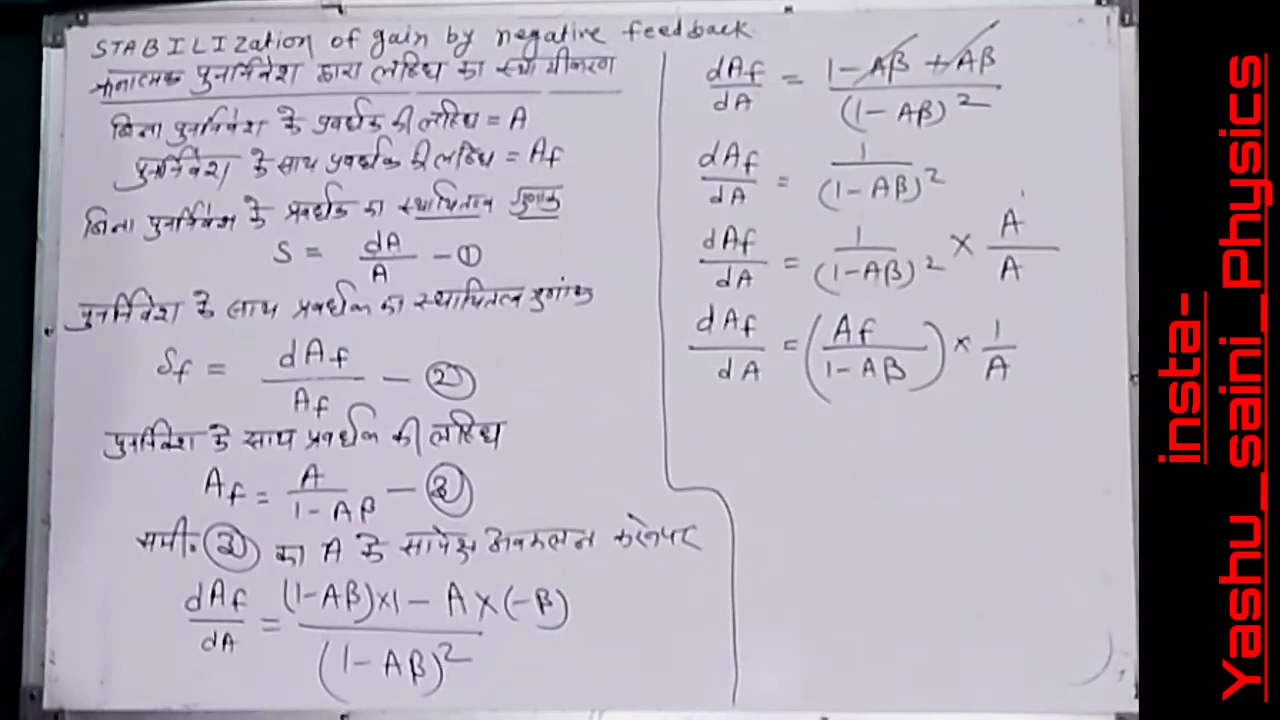 STABILIZation of gain by negative feedback
ऋनात्मक पुनर्निवेश द्वारा लब्धि का स्थायीकरण
बिना पुनर्निवेश के प्रवर्धक की लब्धि = A
पुनर्निवेश के साथ प्रवर्धक की लब्धि = Af
बिना पुनर्निवेश के प्रवर्धक का स्थायित्व गुणांक
S = dA/A - ①
पुनर्निवेश के साथ प्रवर्धक का स्थायित्व गुणांक
Sf = dAf/Af - ②
पुनर्निवेश के साथ प्रवर्धक की लब्धि
Af = A/1-Aβ - ③
समी. ③ का A के सापेक्ष अवकलन करने पर
dAf/dA = (1-Aβ)×1 - A×(-β)/(1-Aβ)²
dAf/dA = 1-Aβ+Aβ/(1-Aβ)²
dAf/dA = 1/(1-Aβ)²
dAf/dA = 1/(1-Aβ)² × A/A
dAf/dA = (Af/1-Aβ) × 1/A
insta-
Yashu_saini_Physics